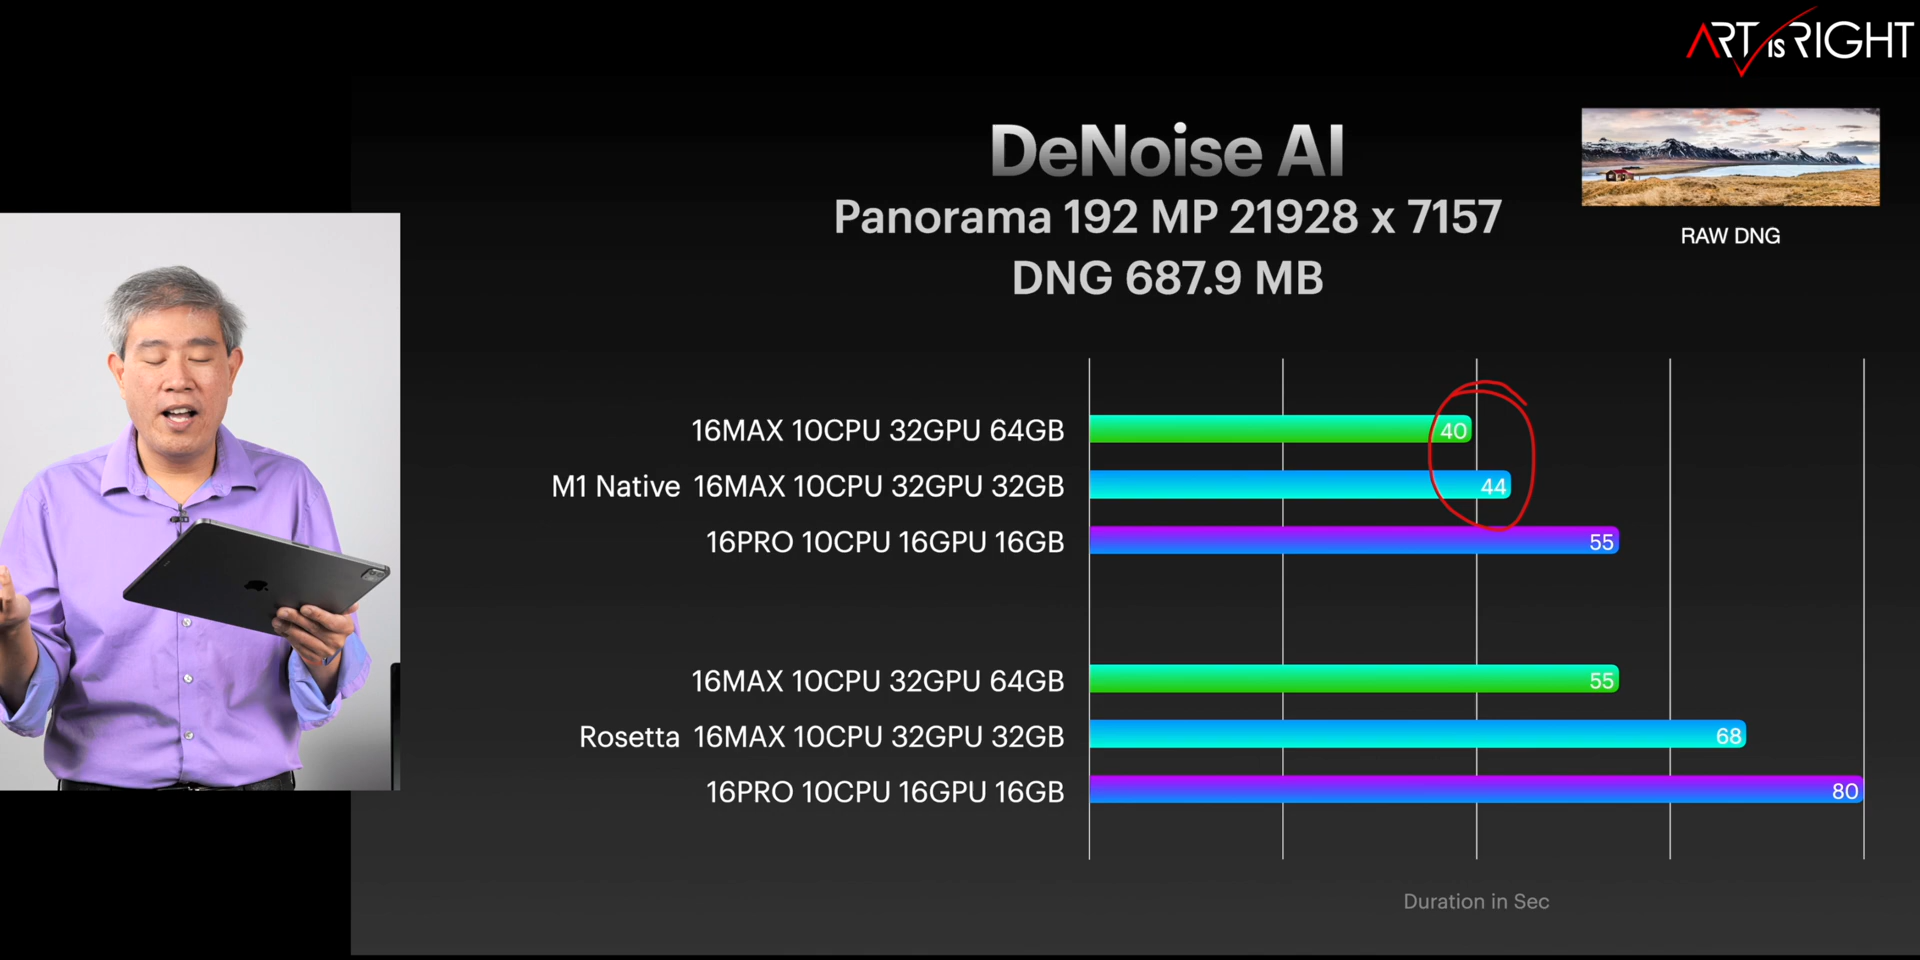 ART IS RIGHT
DeNoise AI
Panorama 192 MP 21928 x 7157
DNG 687.9 MB
RAW DNG
16MAX 10CPU 32GPU 64GB 40
M1 Native 16MAX 10CPU 32GPU 32GB 44
16PRO 10CPU 16GPU 16GB 55
16MAX 10CPU 32GPU 64GB 55
Rosetta 16MAX 10CPU 32GPU 32GB 68
16PRO 10CPU 16GPU 16GB 80
Duration in Sec